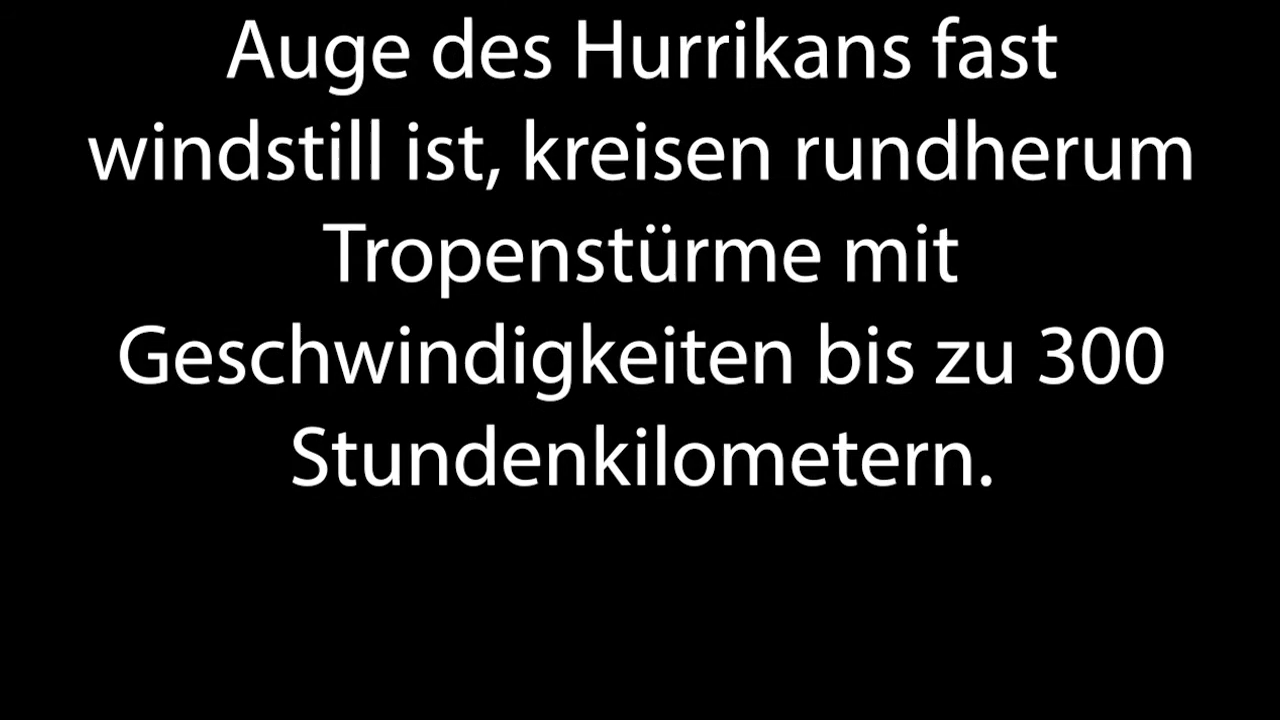 Auge des Hurrikans fast
windstill ist, kreisen rundherum
Tropenstürme mit
Geschwindigkeiten bis zu 300
Stundenkilometern.